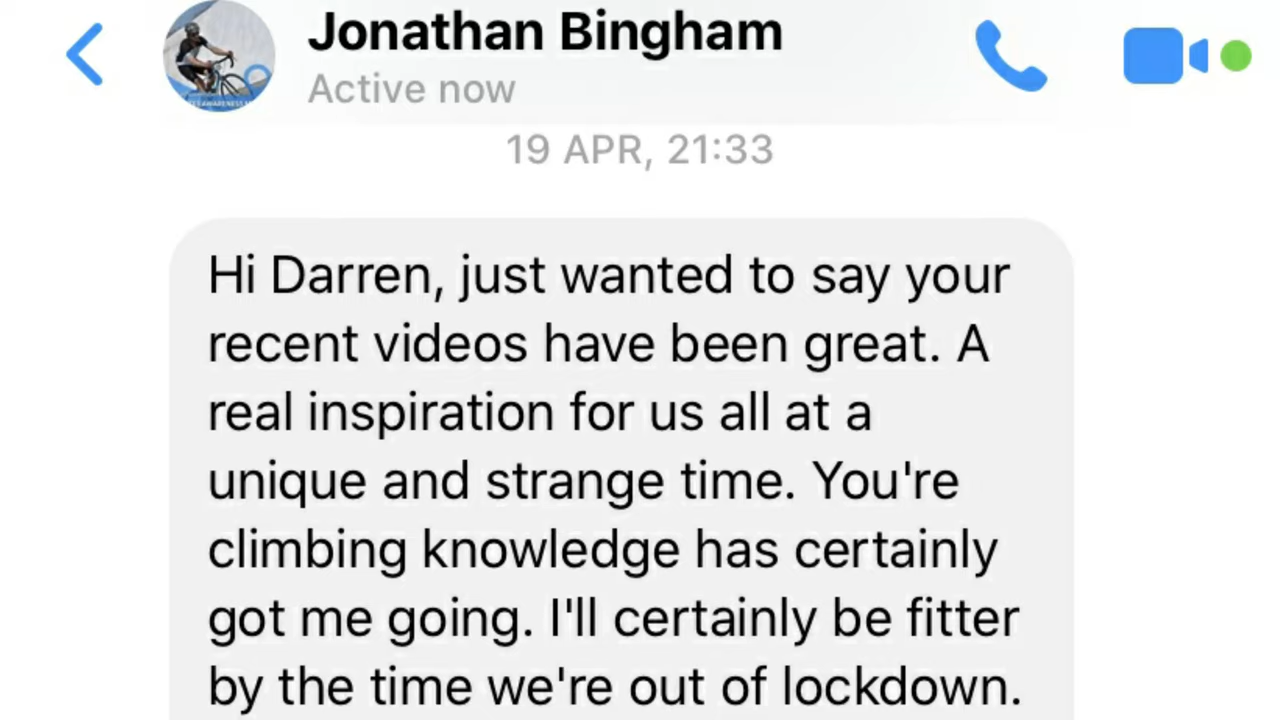 Jonathan Bingham
Active now
19 APR, 21:33
Hi Darren, just wanted to say your
recent videos have been great. A
real inspiration for us all at a
unique and strange time. You're
climbing knowledge has certainly
got me going. I'll certainly be fitter
by the time we're out of lockdown.